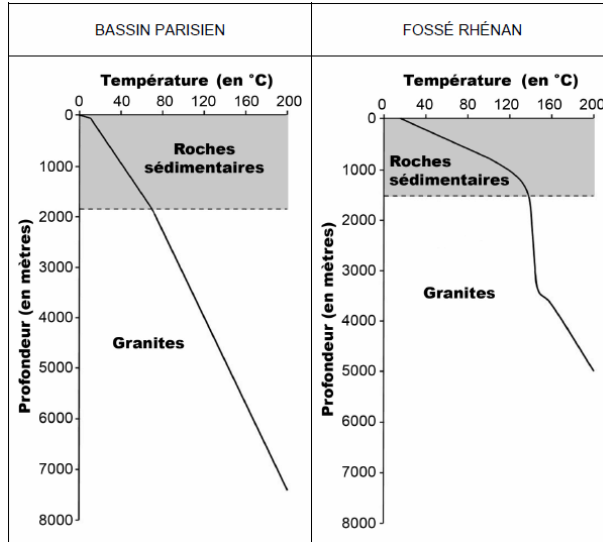 BASSIN PARISIEN
FOSSÉ RHÉNAN
Température (en °C)
0 40 80 120 160 200
0
1000
2000
3000
4000
5000
6000
7000
8000
Profondeur (en mètres)
Roches
sédimentaires
Granites
Température (en °C)
0 40 80 120 160 200
0
1000
2000
3000
4000
5000
6000
7000
8000
Profondeur (en mètres)
Roches
sédimentaires
Granites